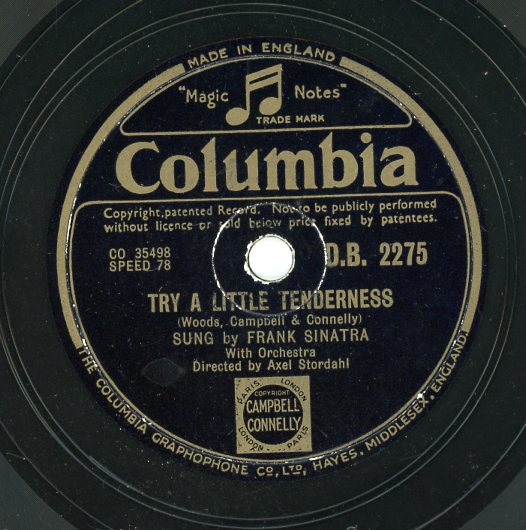 MADE IN ENGLAND
"Magic Notes"
TRADE MARK
Columbia
Copyright, patented Record. Not to be publicly performed
without licence or sold below price fixed by patentees.
CO 35498
SPEED 78
D.B. 2275
TRY A LITTLE TENDERNESS
(Woods, Campbell & Connelly)
SUNG by FRANK SINATRA
With Orchestra
Directed by Axel Stordahl
PARIS LONDON
COPYRIGHT
CAMPBELL
CONNELLY
LONDON PARIS
THE COLUMBIA GRAPHOPHONE CO, LTD, HAYES, MIDDLESEX, ENGLAND